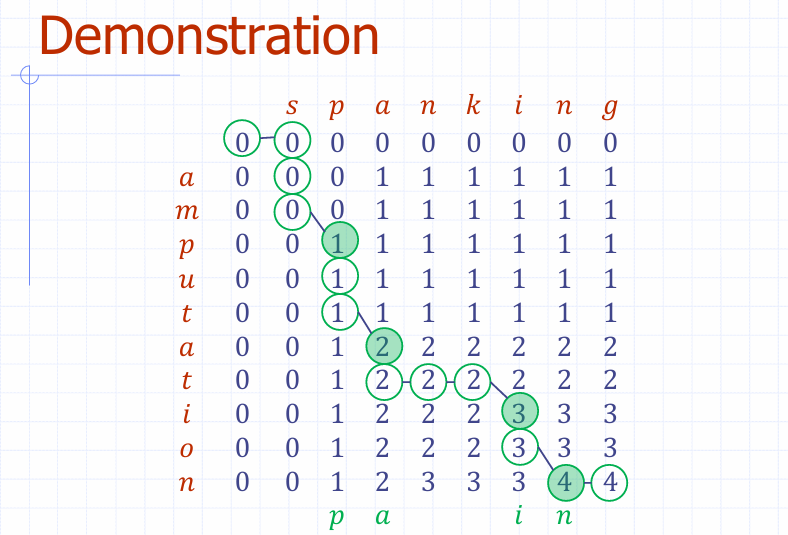 Demonstration
s p a n k i n g
0 0 0 0 0 0 0 0 0
a 0 0 0 1 1 1 1 1 1
m 0 0 0 1 1 1 1 1 1
p 0 0 1 1 1 1 1 1 1
u 0 0 1 1 1 1 1 1 1
t 0 0 1 1 1 1 1 1 1
a 0 0 1 2 2 2 2 2 2
t 0 0 1 2 2 2 2 2 2
i 0 0 1 2 2 2 3 3 3
o 0 0 1 2 2 2 3 3 3
n 0 0 1 2 3 3 3 4 4
p a i n